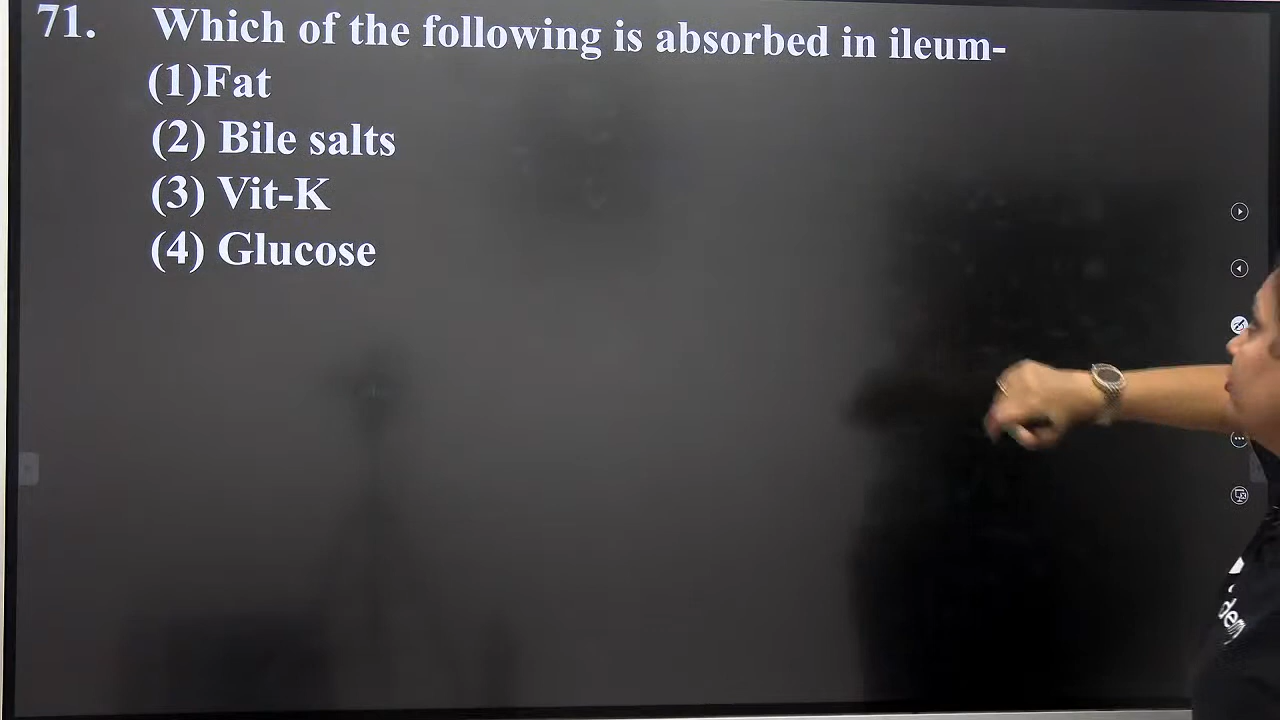 71. Which of the following is absorbed in ileum-
(1)Fat
(2) Bile salts
(3) Vit-K
(4) Glucose